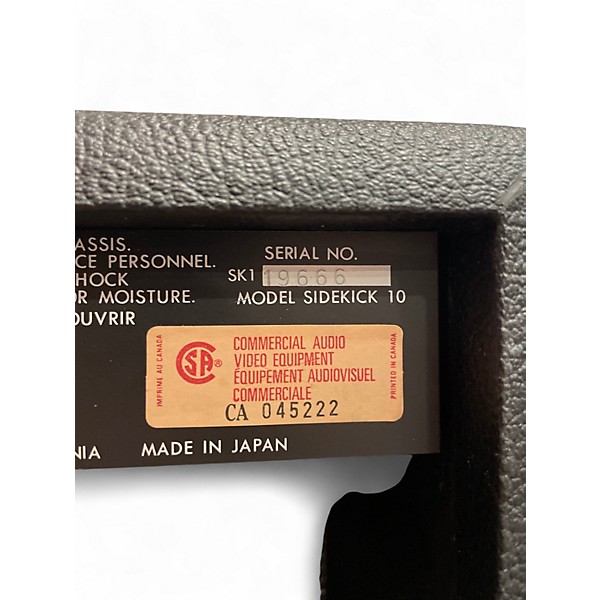 ASSIS.
CE PERSONNEL.
HOCK
OR MOISTURE.
OUVRIR
SERIAL NO.
SK1 19666
MODEL SIDEKICK 10
IMPRIMÉ AU CANADA
CSA®
COMMERCIAL AUDIO
VIDEO EQUIPMENT
ÉQUIPEMENT AUDIOVISUEL
COMMERCIALE
CA 045222
PRINTED IN CANADA
NIA MADE IN JAPAN